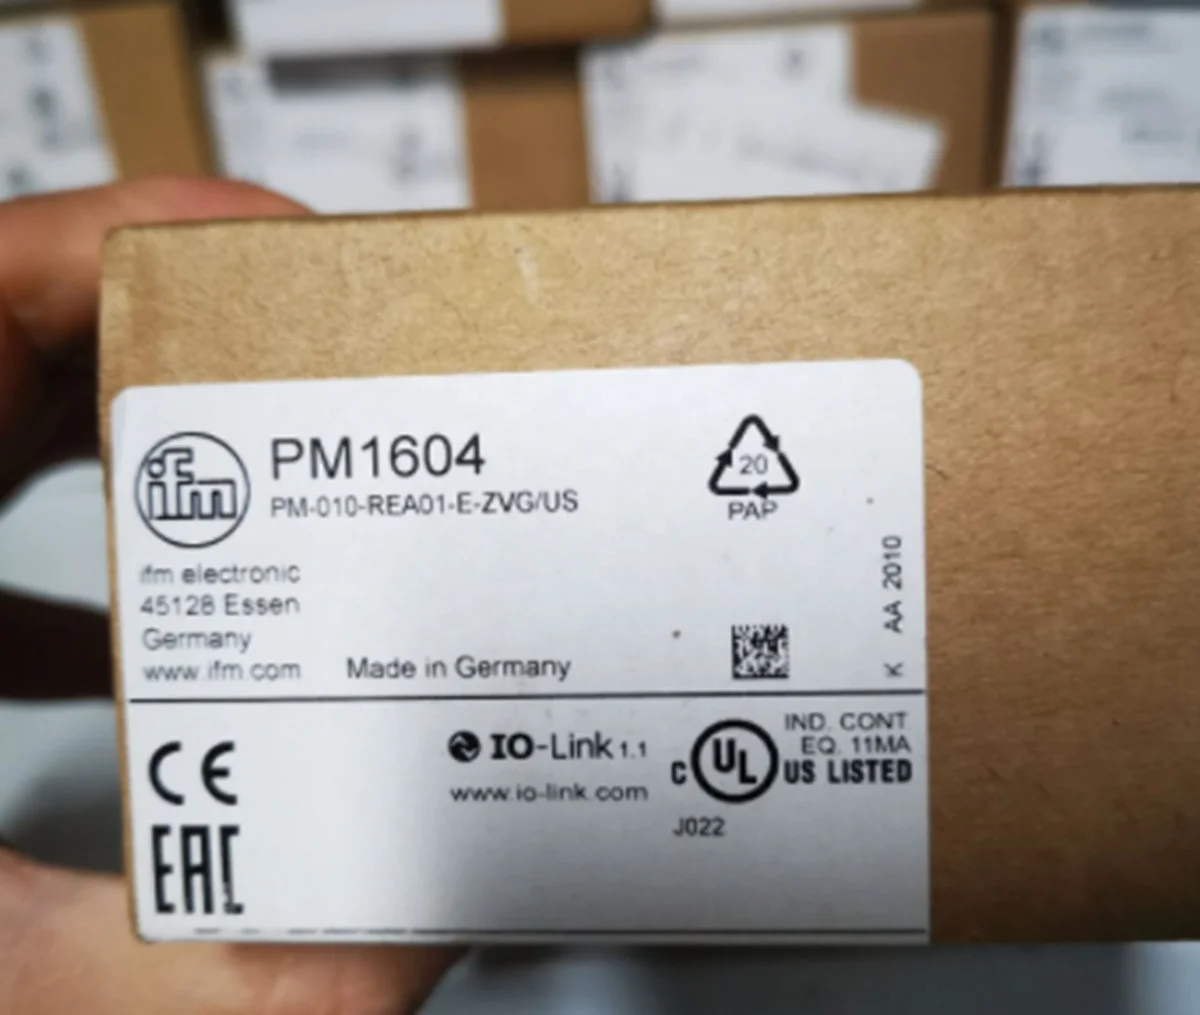 ifm
PM1604
PM-010-REA01-E-ZVG/US
20
PAP
ifm electronic
45128 Essen
Germany
www.ifm.com
Made in Germany
K AA 2010
CE
EAC
IO-Link 1.1
www.io-link.com
C UL US LISTED
IND. CONT
EQ. 11MA
J022